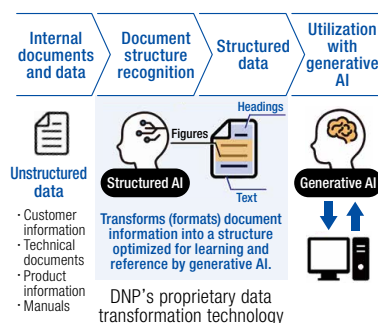 Internal
documents
and data
Document
structure
recognition
Structured
data
Utilization
with
generative
AI
Headings
Figures
Text
Structured AI
Generative AI
Unstructured
data
· Customer
information
· Technical
documents
· Product
information
· Manuals
Transforms (formats) document
information into a structure
optimized for learning and
reference by generative AI.
DNP's proprietary data
transformation technology